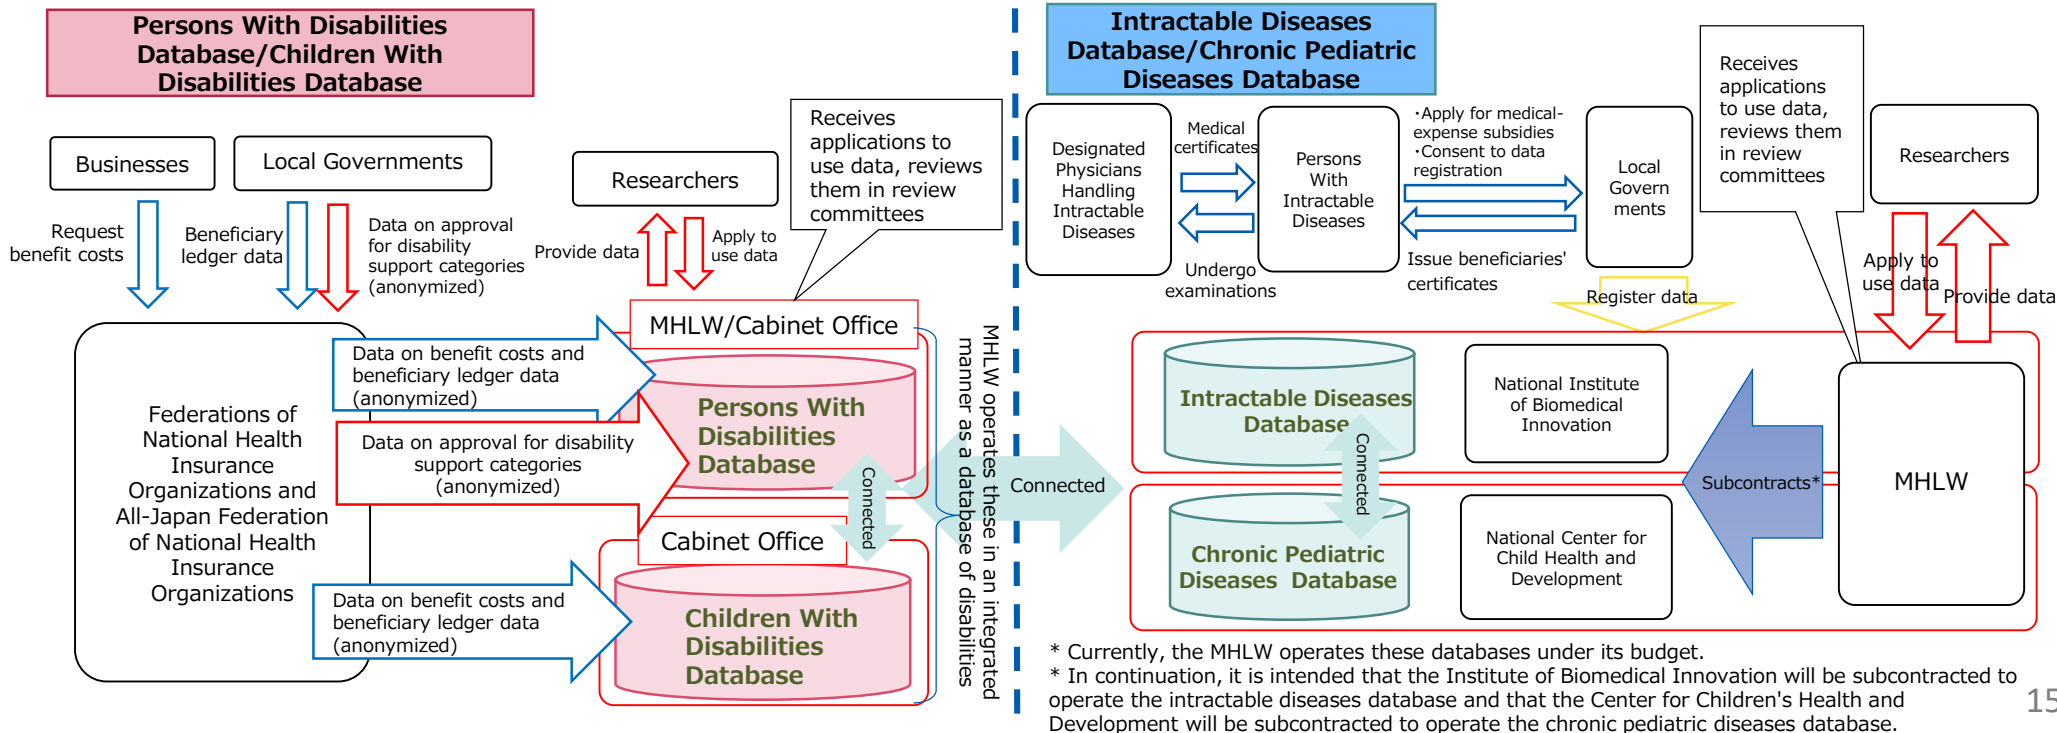 Persons With Disabilities
Database/Children With
Disabilities Database
Businesses
Local Governments
Researchers
Receives
applications to
use data, reviews
them in review
committees
Request
benefit costs
Beneficiary
ledger data
Data on approval
for disability
support categories
(anonymized)
Provide data
Apply to
use data
Federations of
National Health
Insurance
Organizations and
All-Japan Federation
of National Health
Insurance
Organizations
MHLW/Cabinet Office
Data on benefit costs and
beneficiary ledger data
(anonymized)
Persons With
Disabilities
Database
Data on approval for disability
support categories
(anonymized)
Connected
Cabinet Office
Data on benefit costs and
beneficiary ledger data
(anonymized)
Children With
Disabilities
Database
MHLW operates these in an integrated
manner as a database of disabilities
Connected
Intractable Diseases
Database/Chronic Pediatric
Diseases Database
Designated
Physicians
Handling
Intractable
Diseases
Medical
certificates
Undergo
examinations
Persons
With
Intractable
Diseases
・Apply for medical-
expense subsidies
・Consent to data
registration
Issue beneficiaries'
certificates
Local
Govern
ments
Receives
applications
to use data,
reviews them
in review
committees
Researchers
Register data
Apply to
use data
Provide data
Intractable Diseases
Database
National Institute
of Biomedical
Innovation
Connected
Subcontracts*
MHLW
Chronic Pediatric
Diseases Database
National Center for
Child Health and
Development
* Currently, the MHLW operates these databases under its budget.
* In continuation, it is intended that the Institute of Biomedical Innovation will be subcontracted to
operate the intractable diseases database and that the Center for Children's Health and
Development will be subcontracted to operate the chronic pediatric diseases database.
15